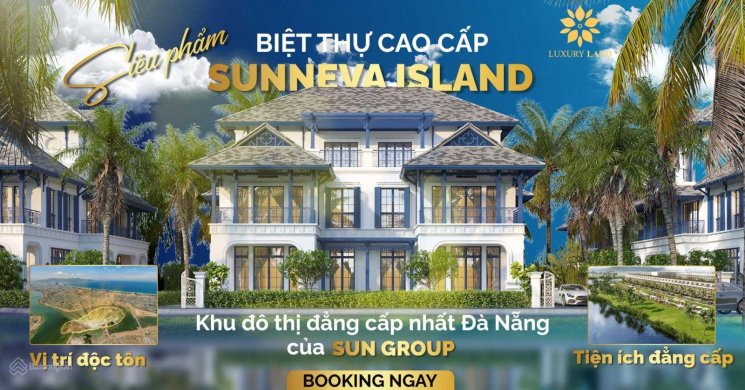 Siêu phẩm
BIỆT THỰ CAO CẤP
SUNNEVA ISLAND
LUXURY LAND
Khu đô thị đẳng cấp nhất Đà Nẵng
của SUN GROUP
Vị trí độc tôn
Tiện ích đẳng cấp
BOOKING NGAY